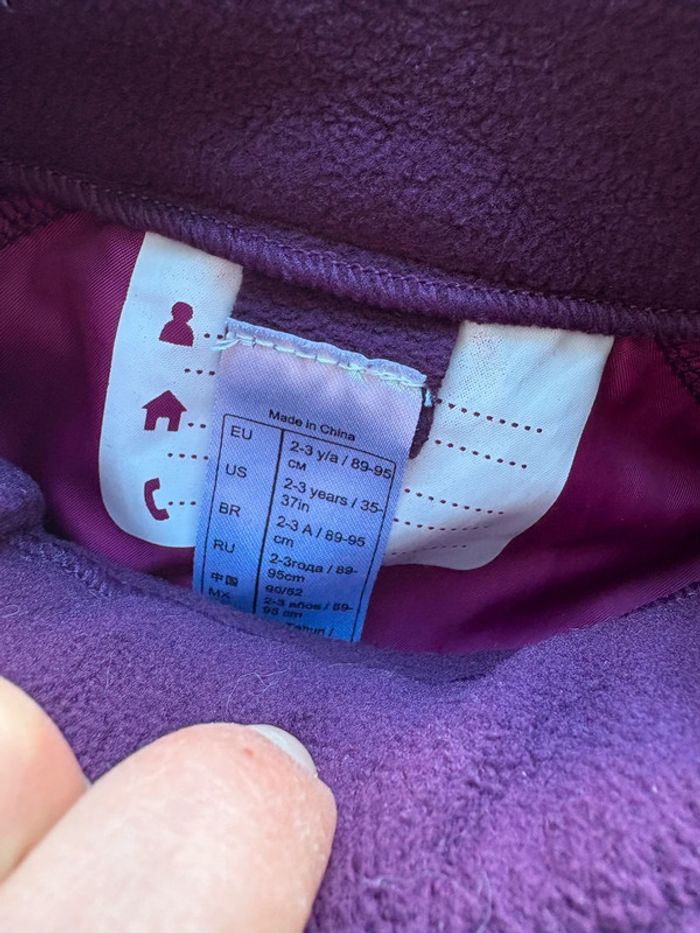 Made in China
EU 2-3 y/a / 89-95
см
US 2-3 years / 35-
37in
BR 2-3 A / 89-95
cm
RU 2-3года / 89-
95cm
中国 90/52
MX 2-3 años / 89-
95 cm